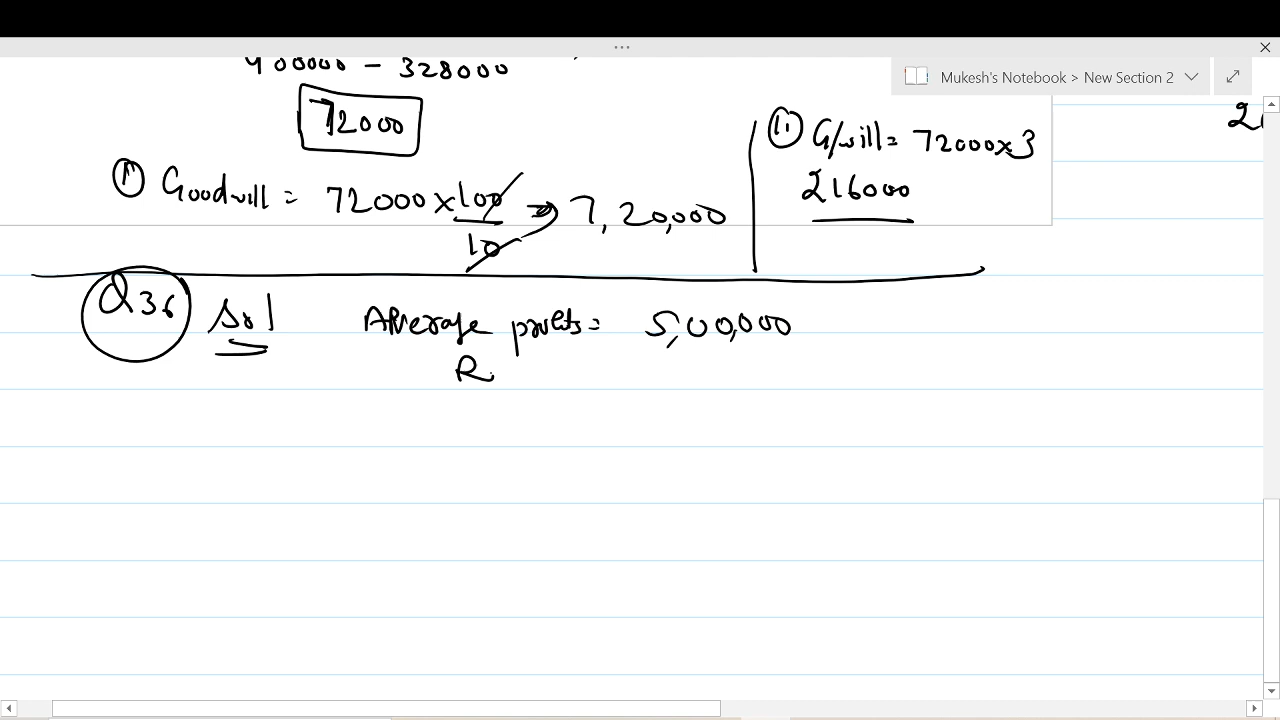 400000 - 328000
Mukesh's Notebook > New Section 2
72000
(i) Goodwill = 72000 × 100/10 → 7,20,000
(ii) G/will = 72000×3
216000
Q36 Sol Average profits = 5,00,000
R